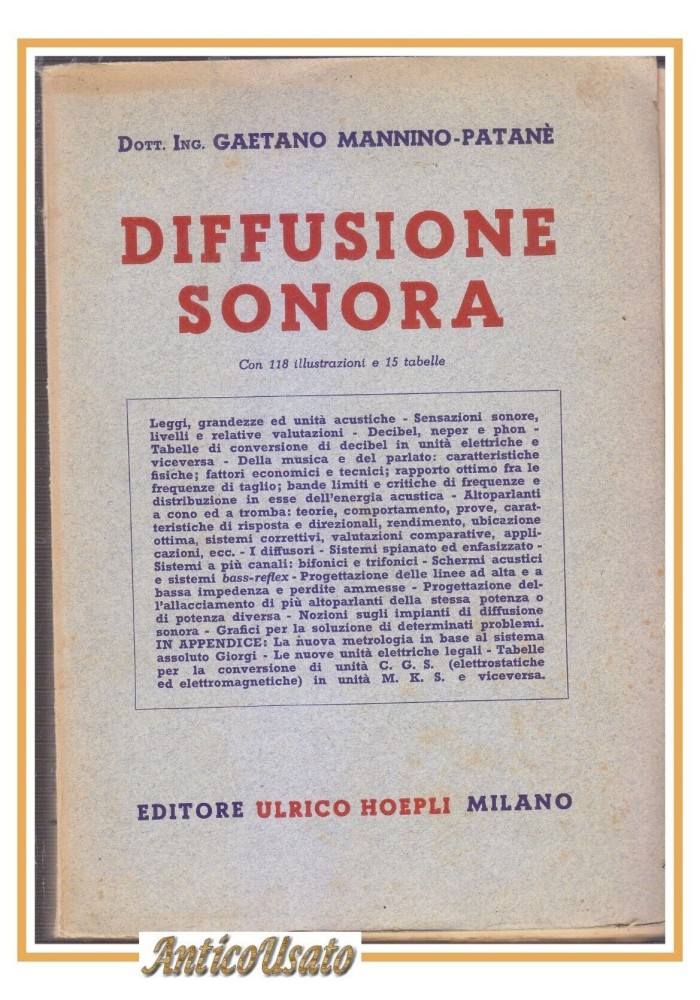 Dott. Ing. GAETANO MANNINO-PATANÈ
DIFFUSIONE
SONORA
Con 118 illustrazioni e 15 tabelle
Leggi, grandezze ed unità acustiche - Sensazioni sonore,
livelli e relative valutazioni - Decibel, neper e phon -
Tabelle di conversione di decibel in unità elettriche e
viceversa - Della musica e del parlato: caratteristiche
fisiche; fattori economici e tecnici; rapporto ottimo fra le
frequenze di taglio; bande limiti e critiche di frequenze e
distribuzione in esse dell'energia acustica - Altoparlanti
a cono ed a tromba: teorie, comportamento, prove, carat-
teristiche di risposta e direzionali, rendimento, ubicazione
ottima, sistemi correttivi, valutazioni comparative, appli-
cazioni, ecc. - I diffusori - Sistemi spianato ed enfasizzato -
Sistemi a più canali: bifonici e trifonici - Schermi acustici
e sistemi bass-reflex - Progettazione delle linee ad alta e a
bassa impedenza e perdite ammesse - Progettazione del-
l'allacciamento di più altoparlanti della stessa potenza o
di potenza diversa - Nozioni sugli impianti di diffusione
sonora - Grafici per la soluzione di determinati problemi.
IN APPENDICE: La nuova metrologia in base al sistema
assoluto Giorgi - Le nuove unità elettriche legali - Tabelle
per la conversione di unità C. G. S. (elettrostatiche
ed elettromagnetiche) in unità M. K. S. e viceversa.
EDITORE ULRICO HOEPLI MILANO
AnticoUsato